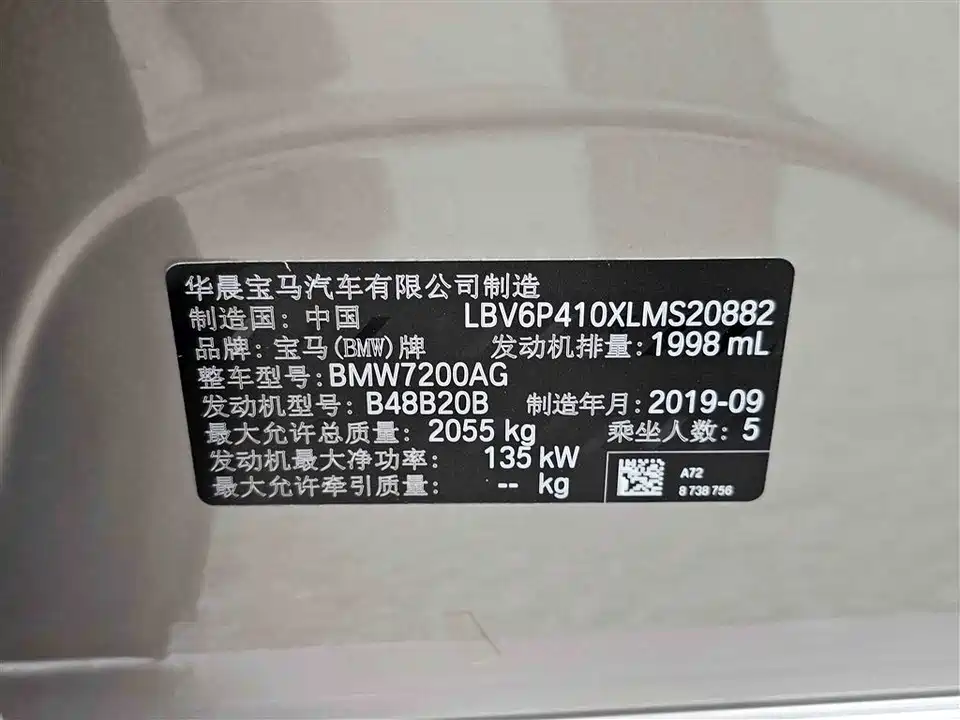 华晨宝马汽车有限公司制造
制造国: 中国 LBV6P410XLMS20882
品牌: 宝马(BMW)牌 发动机排量: 1998 mL
整车型号: BMW7200AG
发动机型号: B48B20B 制造年月: 2019-09
最大允许总质量: 2055 kg 乘坐人数: 5
发动机最大净功率: 135 kW
最大允许牵引质量: -- kg
A72
8 738 756